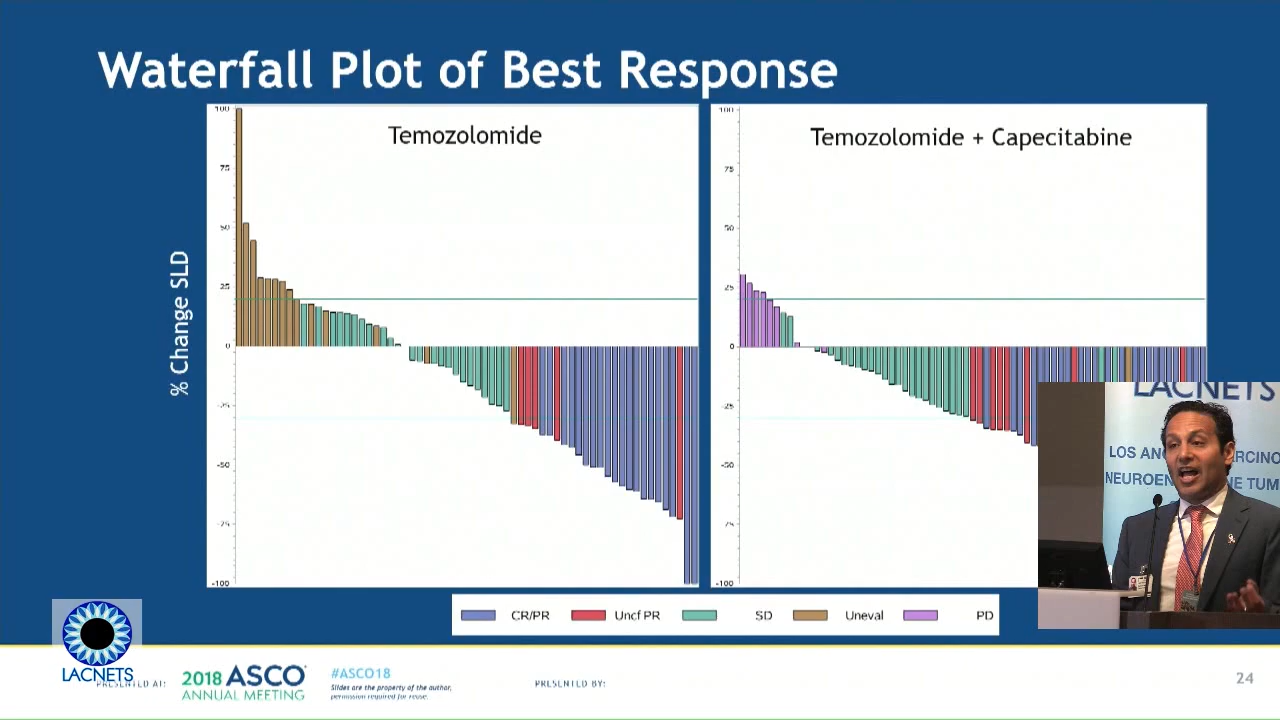 Waterfall Plot of Best Response
Temozolomide
Temozolomide + Capecitabine
% Change SLD
100
75
50
25
0
-25
-50
-75
-100
100
75
50
25
0
-25
-50
75
-100
CR/PR
Uncf PR
SD
Uneval
PD
LACNETS
LOS AN
RCINO
NEUROEN
NE TUM
LACNETS
PRESENTED AT:
2018 ASCO
ANNUAL MEETING
#ASCO18
Slides are the property of the author,
permission required for reuse.
PRESENTED BY:
24